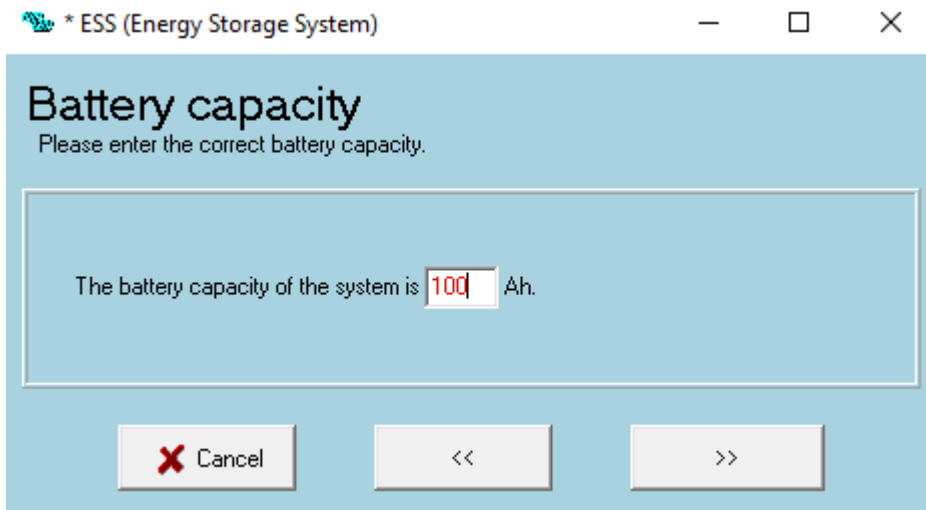 * ESS (Energy Storage System)
Battery capacity
Please enter the correct battery capacity.
The battery capacity of the system is 100 Ah.
Cancel << >>